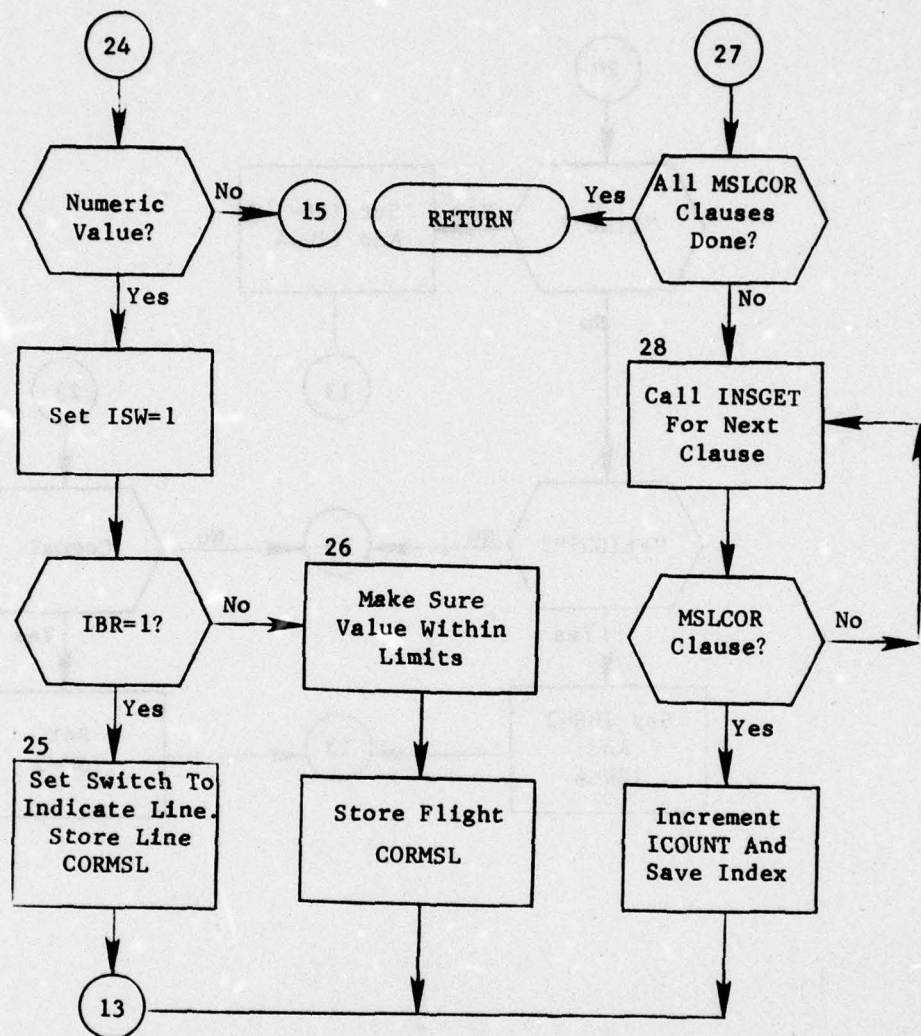 24
Numeric
Value?
No
15
Yes
Set ISW=1
IBR=1?
No
Yes
25
Set Switch To
Indicate Line.
Store Line
CORMSL
13
26
Make Sure
Value Within
Limits
Store Flight
CORMSL
27
All MSLCOR
Clauses
Done?
Yes
RETURN
No
28
Call INSGET
For Next
Clause
MSLCOR
Clause?
No
Yes
Increment
ICOUNT And
Save Index